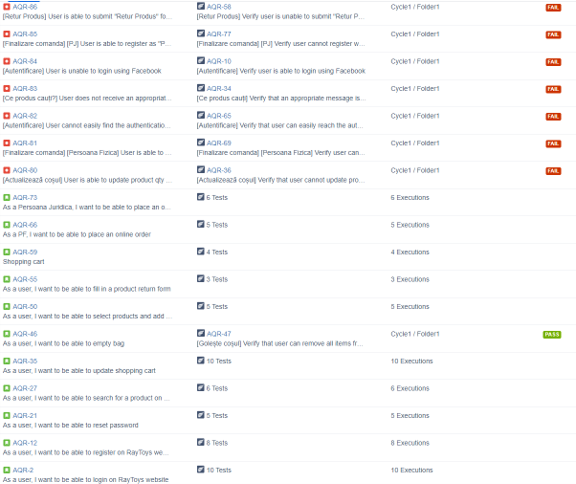 AQR-86 AQR-58 Cycle1 / Folder1 FAIL
[Retur Produs] User is able to submit "Retur Produs" fo... [Retur Produs] Verify user is unable to submit "Retur P...
AQR-85 AQR-77 Cycle1 / Folder1 FAIL
[Finalizare comanda] [PJ] User is able to register as "P... [Finalizare comanda] [PJ] Verify user cannot register w...
AQR-84 AQR-10 Cycle1 / Folder1 FAIL
[Autentificare] User is unable to login using Facebook [Autentificare] Verify user is able to login using Facebook
AQR-83 AQR-34 Cycle1 / Folder1 FAIL
[Ce produs cauți?] User does not receive an appropriat... [Ce produs cauți] Verify that an appropriate message is...
AQR-82 AQR-65 Cycle1 / Folder1 FAIL
[Autentificare] User cannot easily find the authenticatio... [Autentificare] Verify that user can easily reach the aut...
AQR-81 AQR-69 Cycle1 / Folder1 FAIL
[Finalizare comanda] [Persoana Fizica] User is able to ... [Finalizare comanda] [Persoana Fizica] Verify user can...
AQR-80 AQR-36 Cycle1 / Folder1 FAIL
[Actualizează coșul] User is able to update product qty ... [Actualizează coșul] Verify that user cannot update pro...
AQR-73 6 Tests 6 Executions
As a Persoana Juridica, I want to be able to place an o...
AQR-66 5 Tests 5 Executions
As a PF, I want to be able to place an online order
AQR-59 4 Tests 4 Executions
Shopping cart
AQR-55 3 Tests 3 Executions
As a user, I want to be able to fill in a product return form
AQR-50 5 Tests 5 Executions
As a user, I want to be able to select products and add ...
AQR-46 AQR-47 Cycle1 / Folder1 PASS
As a user, I want to be able to empty bag [Golește coșul] Verify that user can remove all items fr...
AQR-35 10 Tests 10 Executions
As a user, I want to be able to update shopping cart
AQR-27 6 Tests 6 Executions
As a user, I want to be able to search for a product on ...
AQR-21 5 Tests 5 Executions
As a user, I want to be able to reset password
AQR-12 8 Tests 8 Executions
As a user, I want to be able to register on RayToys we...
AQR-2 10 Tests 10 Executions
As a user, I want to be able to login on RayToys website